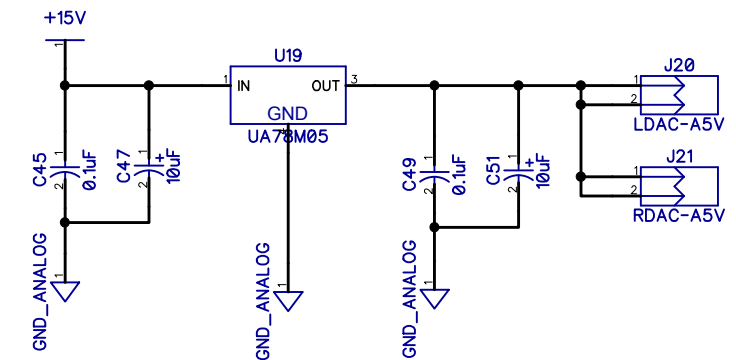 +15V
1
U19
1
IN
OUT
3
GND
UA78M05
J20
1
2
LDAC-A5V
J21
1
2
RDAC-A5V
C45
1
2
0.1uF
C47
1
2
+
10uF
C49
1
2
0.1uF
C51
1
2
+
10uF
GND_ANALOG
1
GND_ANALOG
1
GND_ANALOG
1